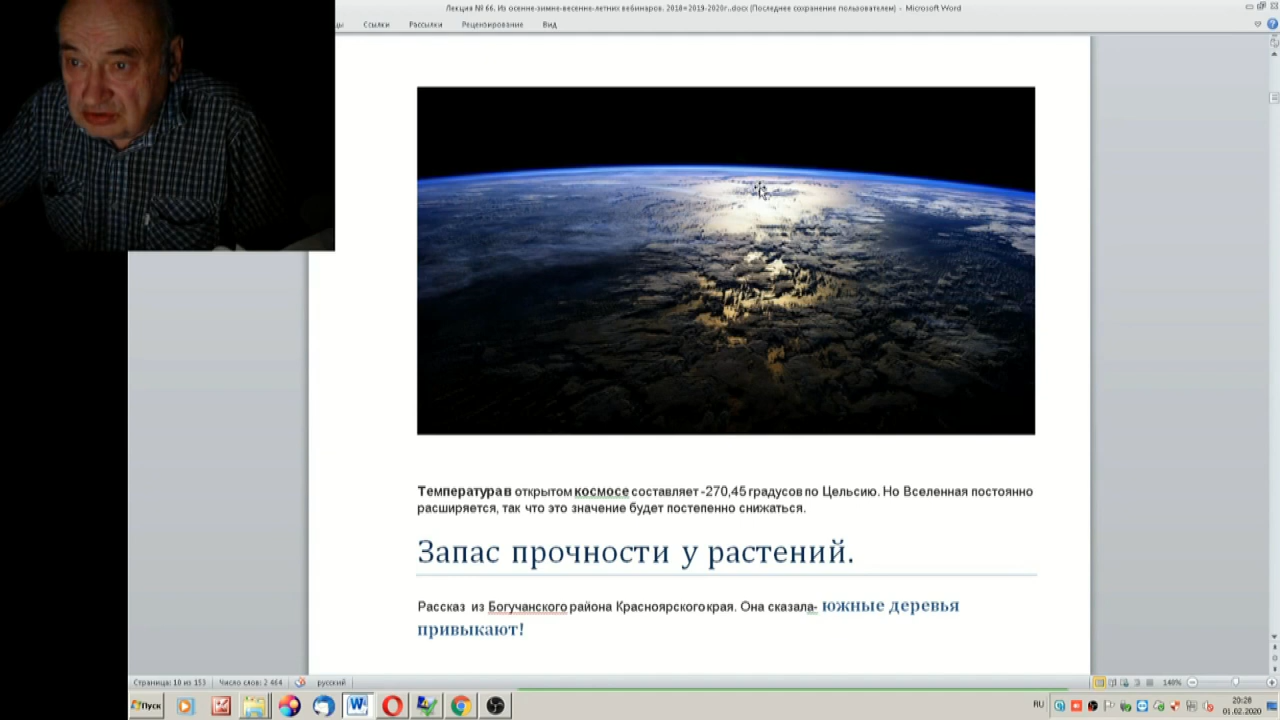 Лекция № 66. Из осенне-зимне-весенне-летних вебинаров. 2018=2019-2020г..docx (Последнее сохранение пользователем) - Microsoft Word
Ссылки Рассылки Рецензирование Вид
Температура в открытом космосе составляет -270,45 градусов по Цельсию. Но Вселенная постоянно
расширяется, так что это значение будет постепенно снижаться.
Запас прочности у растений.
Рассказ из Богучанского района Красноярского края. Она сказала- южные деревья
привыкают!
Страница: 10 из 153 Число слов: 2 464 русский 140%
Пуск RU 20:28
01.02.2020